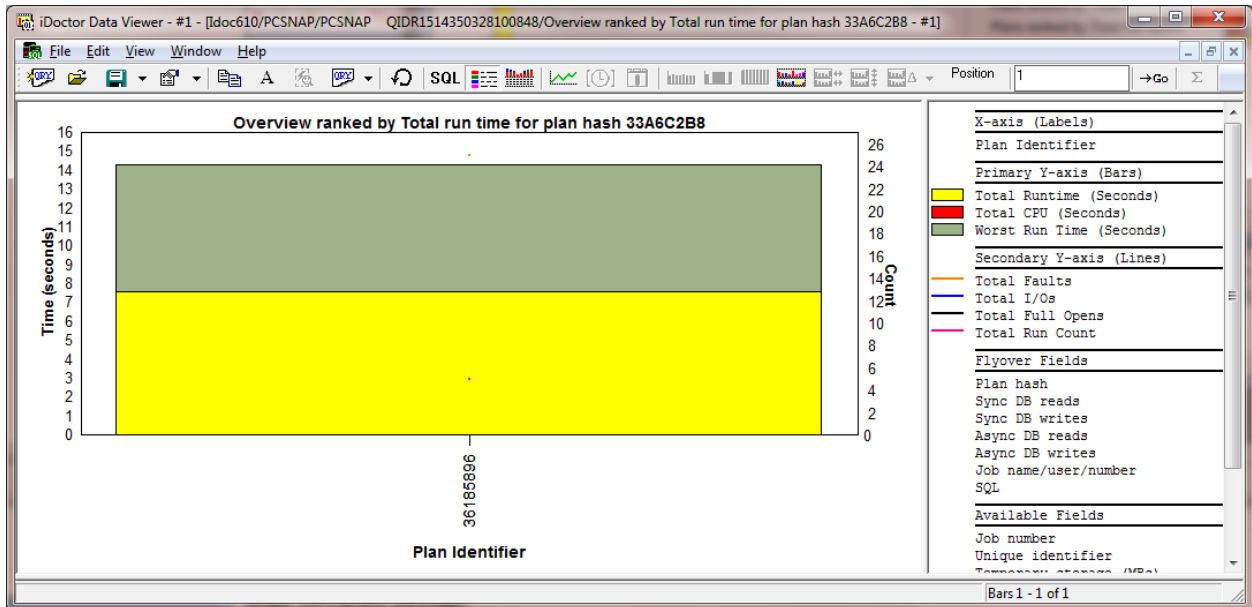 iDoctor Data Viewer - #1 - [Idoc610/PCSNAP/PCSNAP    QIDR1514350328100848/Overview ranked by Total run time for plan hash 33A6C2B8 - #1]
File Edit View Window Help
QRY A QRY SQL Position 1 →Go Σ
Overview ranked by Total run time for plan hash 33A6C2B8
16
15
14
13
12
11
10
9
8
7
6
5
4
3
2
1
0
Time (seconds)
26
24
22
20
18
16
14
12
10
8
6
4
2
0
Count
36185896
Plan Identifier
X-axis (Labels)
Plan Identifier
Primary Y-axis (Bars)
Total Runtime (Seconds)
Total CPU (Seconds)
Worst Run Time (Seconds)
Secondary Y-axis (Lines)
Total Faults
Total I/Os
Total Full Opens
Total Run Count
Flyover Fields
Plan hash
Sync DB reads
Sync DB writes
Async DB reads
Async DB writes
Job name/user/number
SQL
Available Fields
Job number
Unique identifier
Temporary storage (MBs)
Bars 1 - 1 of 1